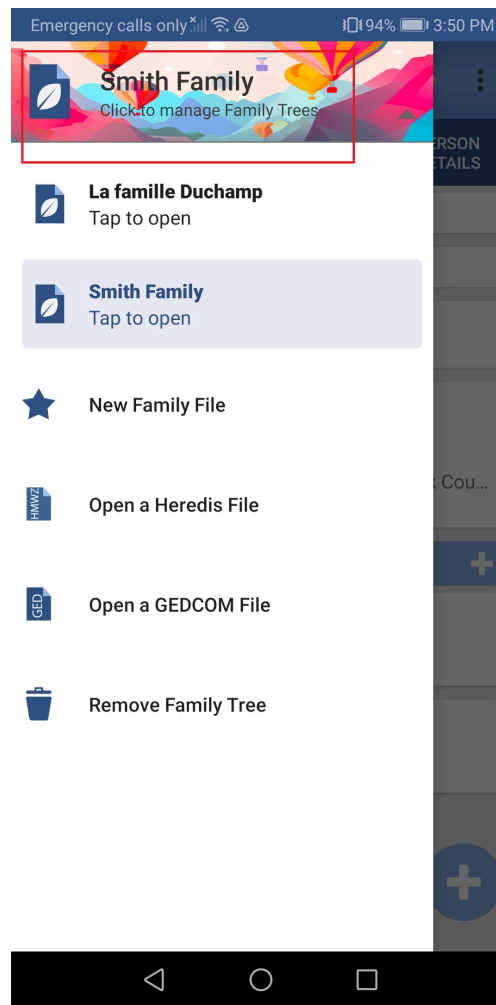 Emergency calls only 94% 3:50 PM
Smith Family
Click to manage Family Trees
ERSON
ETAILS
La famille Duchamp
Tap to open
Smith Family
Tap to open
New Family File
Cou...
HMWZ
Open a Heredis File
GED
Open a GEDCOM File
Remove Family Tree